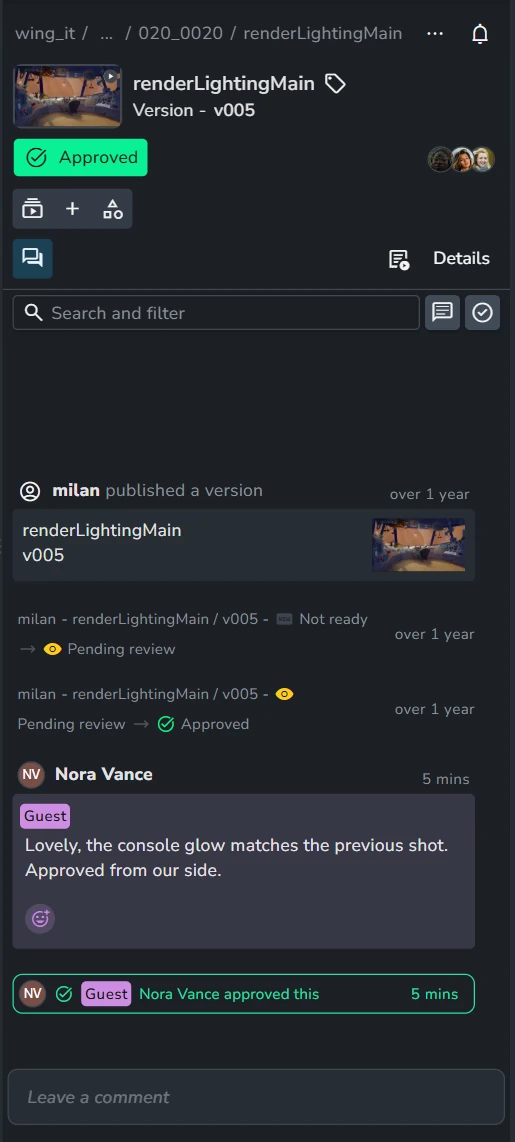 wing_it / ... / 020_0020 / renderLightingMain ...
renderLightingMain
Version - v005
Approved
Details
Search and filter
milan published a version
over 1 year
renderLightingMain
v005
milan - renderLightingMain / v005 - Not ready
→ Pending review
over 1 year
milan - renderLightingMain / v005 -
Pending review → Approved
over 1 year
NV Nora Vance
5 mins
Guest
Lovely, the console glow matches the previous shot.
Approved from our side.
NV Guest Nora Vance approved this 5 mins
Leave a comment